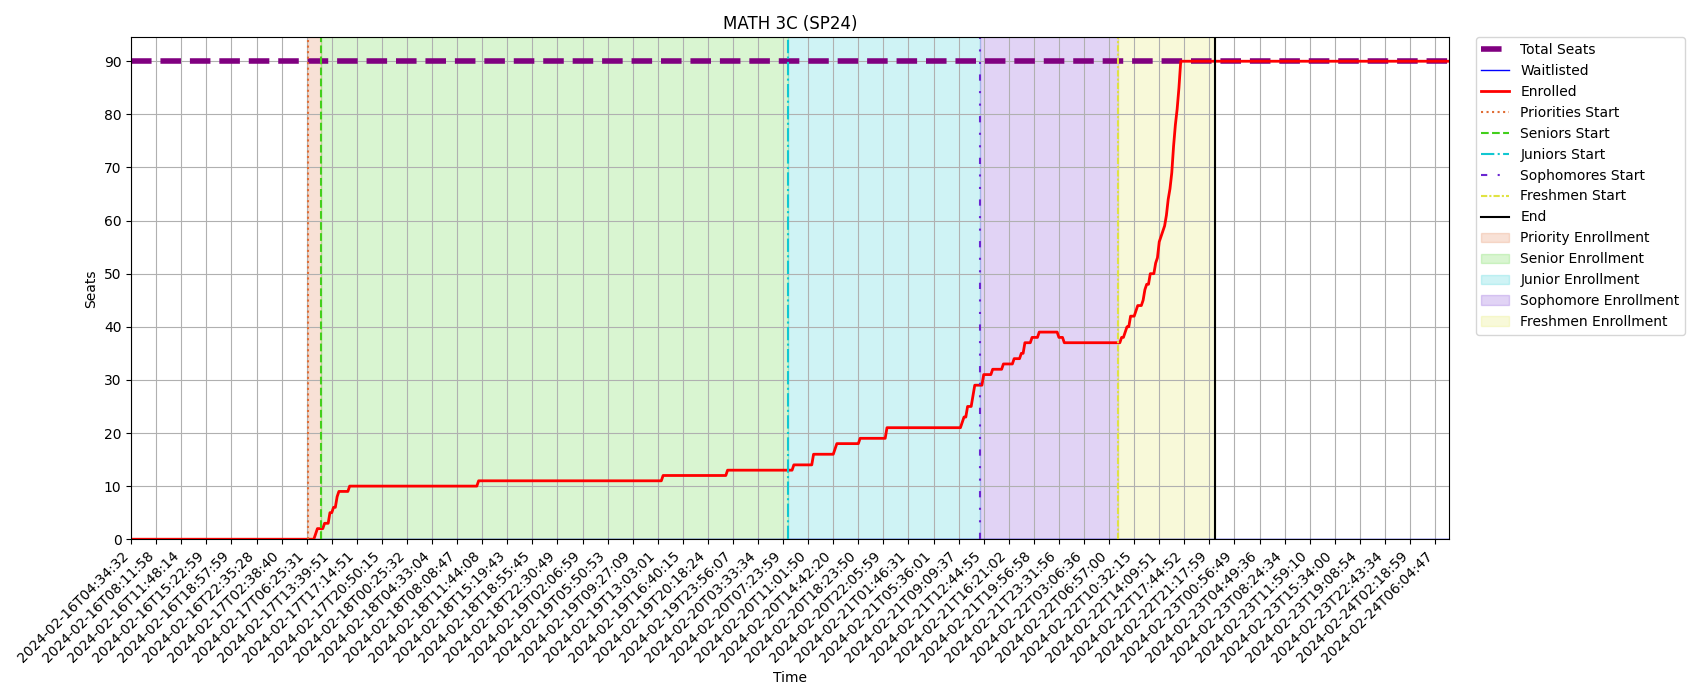 MATH 3C (SP24)
Seats
90
80
70
60
50
40
30
20
10
0
2024-02-16T04:34:32
2024-02-16T08:11:58
2024-02-16T11:48:14
2024-02-16T15:22:59
2024-02-16T18:57:59
2024-02-16T22:35:28
2024-02-17T02:38:40
2024-02-17T06:25:31
2024-02-17T13:39:51
2024-02-17T17:14:51
2024-02-17T20:50:15
2024-02-18T00:25:32
2024-02-18T04:33:04
2024-02-18T08:08:47
2024-02-18T11:44:08
2024-02-18T15:19:43
2024-02-18T18:55:45
2024-02-18T22:30:49
2024-02-19T02:06:59
2024-02-19T05:50:53
2024-02-19T09:27:09
2024-02-19T13:03:01
2024-02-19T16:40:15
2024-02-19T20:18:24
2024-02-19T23:56:07
2024-02-20T03:33:34
2024-02-20T07:23:59
2024-02-20T11:01:50
2024-02-20T14:42:20
2024-02-20T18:23:50
2024-02-20T22:05:59
2024-02-21T01:46:31
2024-02-21T05:36:01
2024-02-21T09:09:37
2024-02-21T12:44:55
2024-02-21T16:21:02
2024-02-21T19:56:58
2024-02-21T23:31:56
2024-02-22T03:06:36
2024-02-22T06:57:00
2024-02-22T10:32:15
2024-02-22T14:09:51
2024-02-22T17:44:52
2024-02-22T21:17:59
2024-02-23T00:56:49
2024-02-23T04:49:36
2024-02-23T08:24:34
2024-02-23T11:59:10
2024-02-23T15:34:00
2024-02-23T19:08:54
2024-02-23T22:43:34
2024-02-24T02:18:59
2024-02-24T06:04:47
Time
Total Seats
Waitlisted
Enrolled
Priorities Start
Seniors Start
Juniors Start
Sophomores Start
Freshmen Start
End
Priority Enrollment
Senior Enrollment
Junior Enrollment
Sophomore Enrollment
Freshmen Enrollment